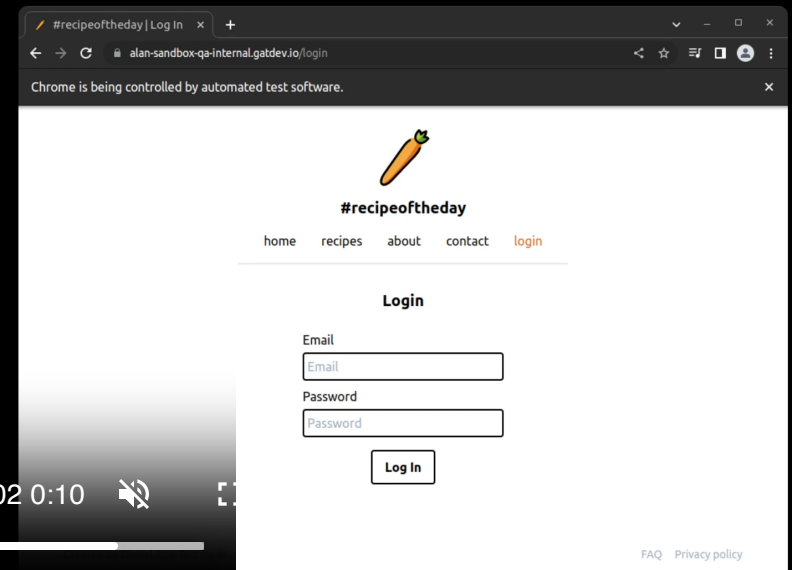 #recipeoftheday | Log In
alan-sandbox-qa-internal.gatdev.io/login
Chrome is being controlled by automated test software.
#recipeoftheday
home recipes about contact login
Login
Email
Email
Password
Password
Log In
02 0:10
FAQ Privacy policy